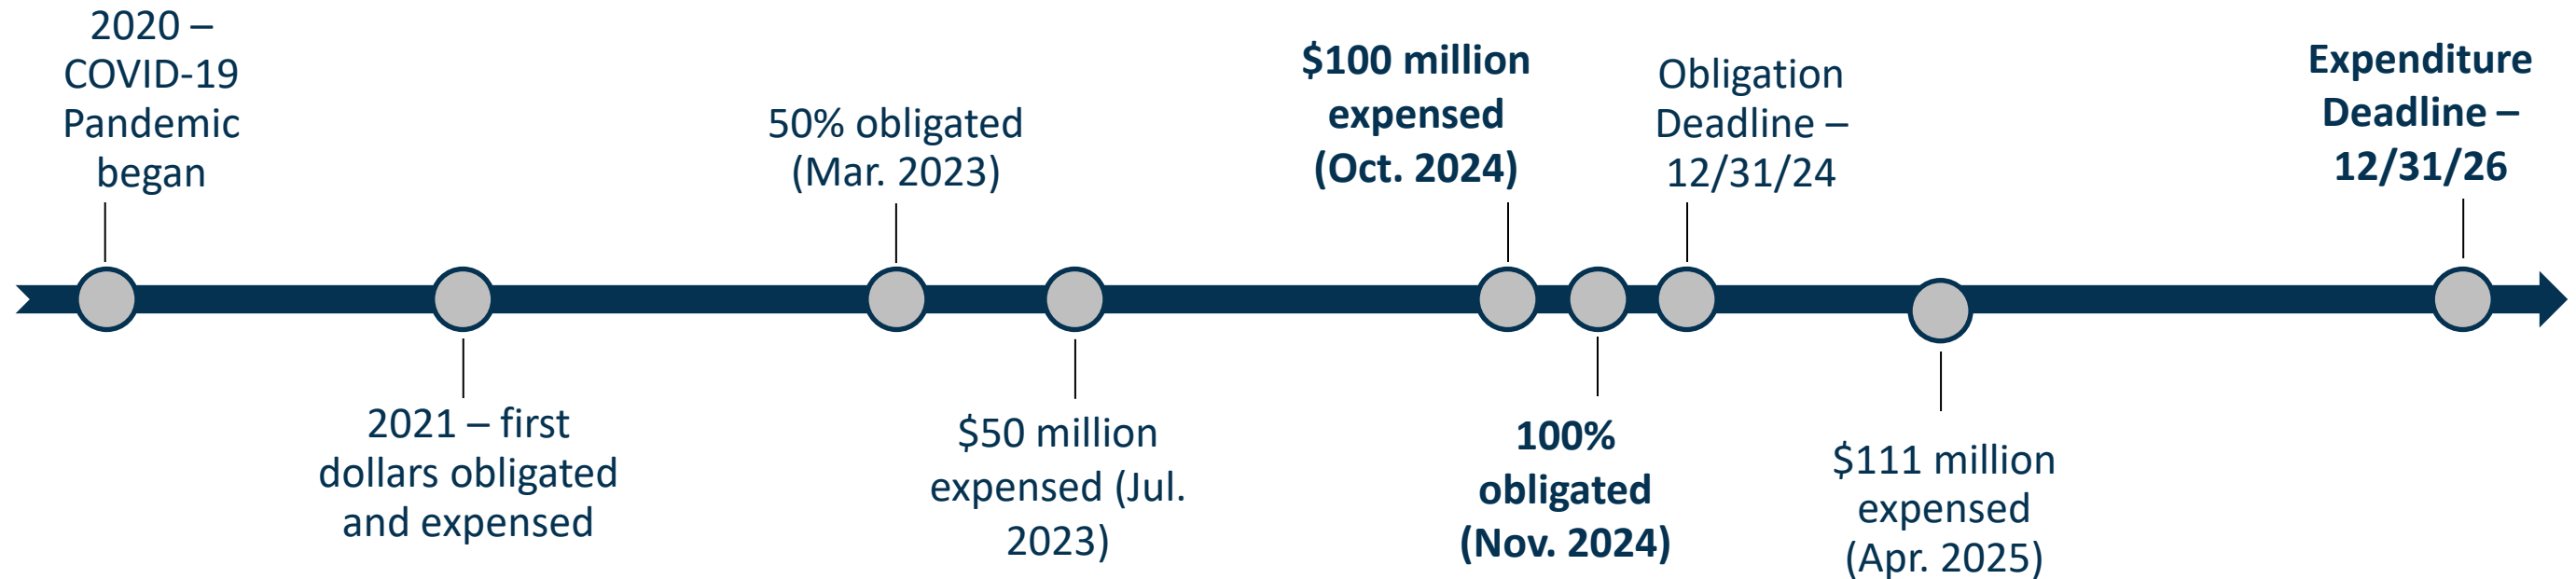 2020 –
COVID-19
Pandemic
began
2021 – first
dollars obligated
and expensed
50% obligated
(Mar. 2023)
$50 million
expensed (Jul.
2023)
$100 million
expensed
(Oct. 2024)
100%
obligated
(Nov. 2024)
Obligation
Deadline –
12/31/24
$111 million
expensed
(Apr. 2025)
Expenditure
Deadline –
12/31/26